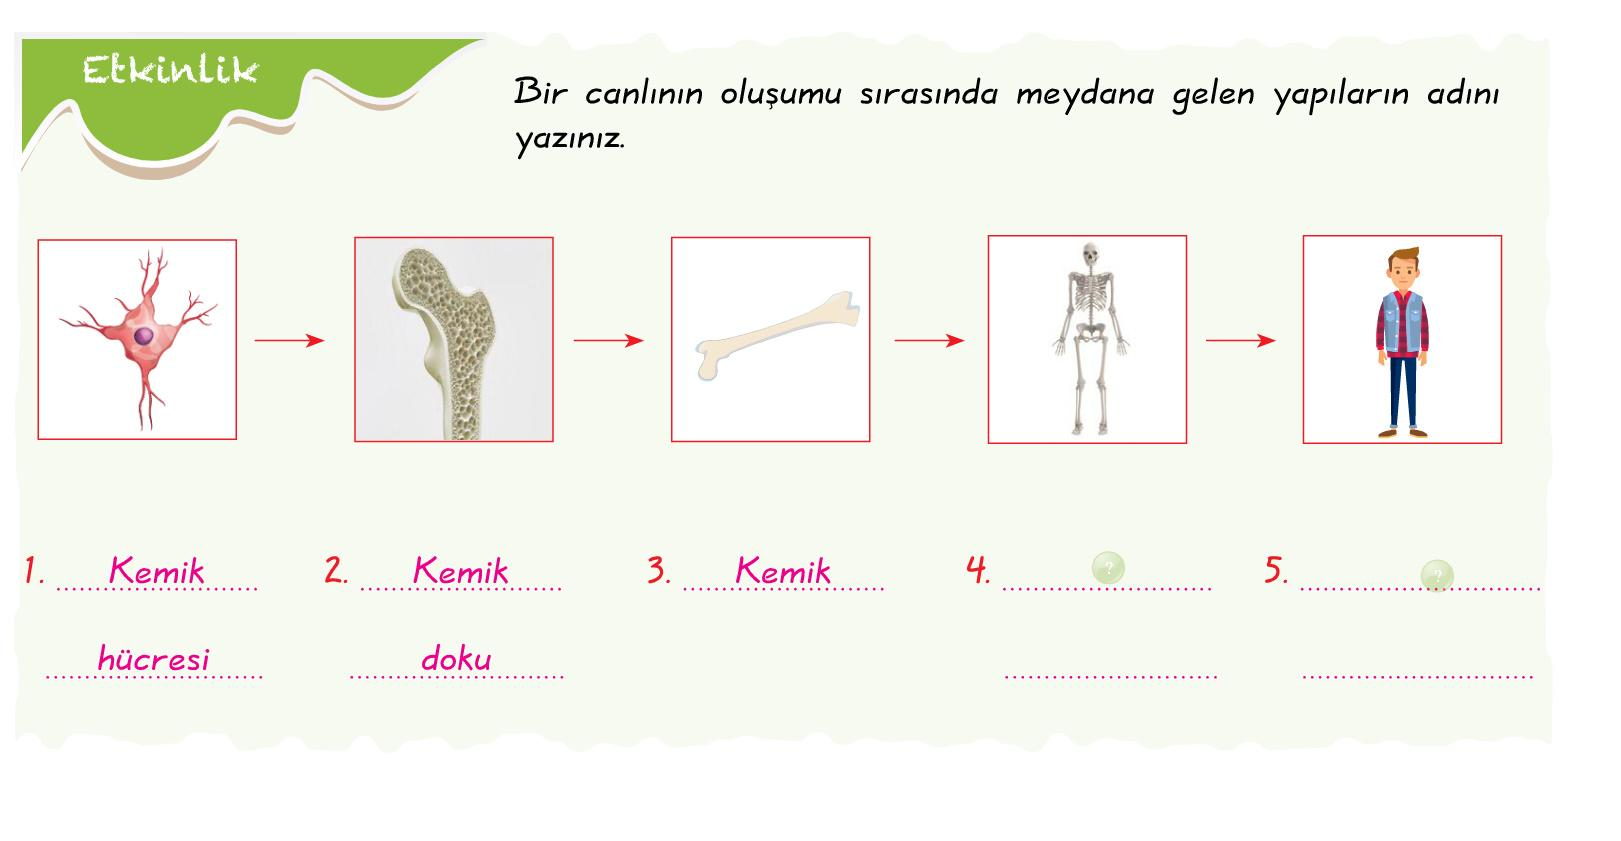 Etkinlik
Bir canlının oluşumu sırasında meydana gelen yapıların adını
yazınız.
1. Kemik
hücresi
2. Kemik
doku
3. Kemik
4. ?
5. ?